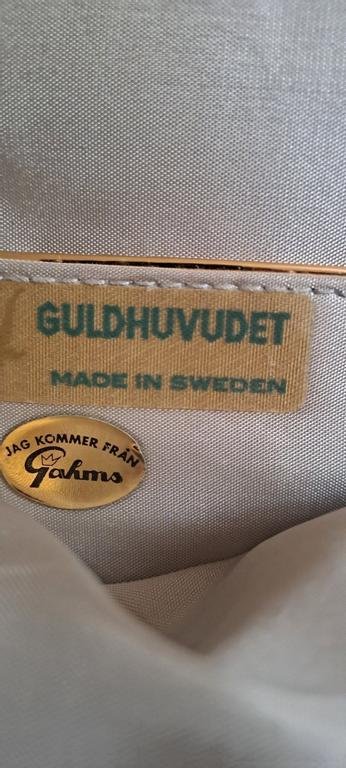 GULDHUVUDET
MADE IN SWEDEN
JAG KOMMER FRÅN
Gahms